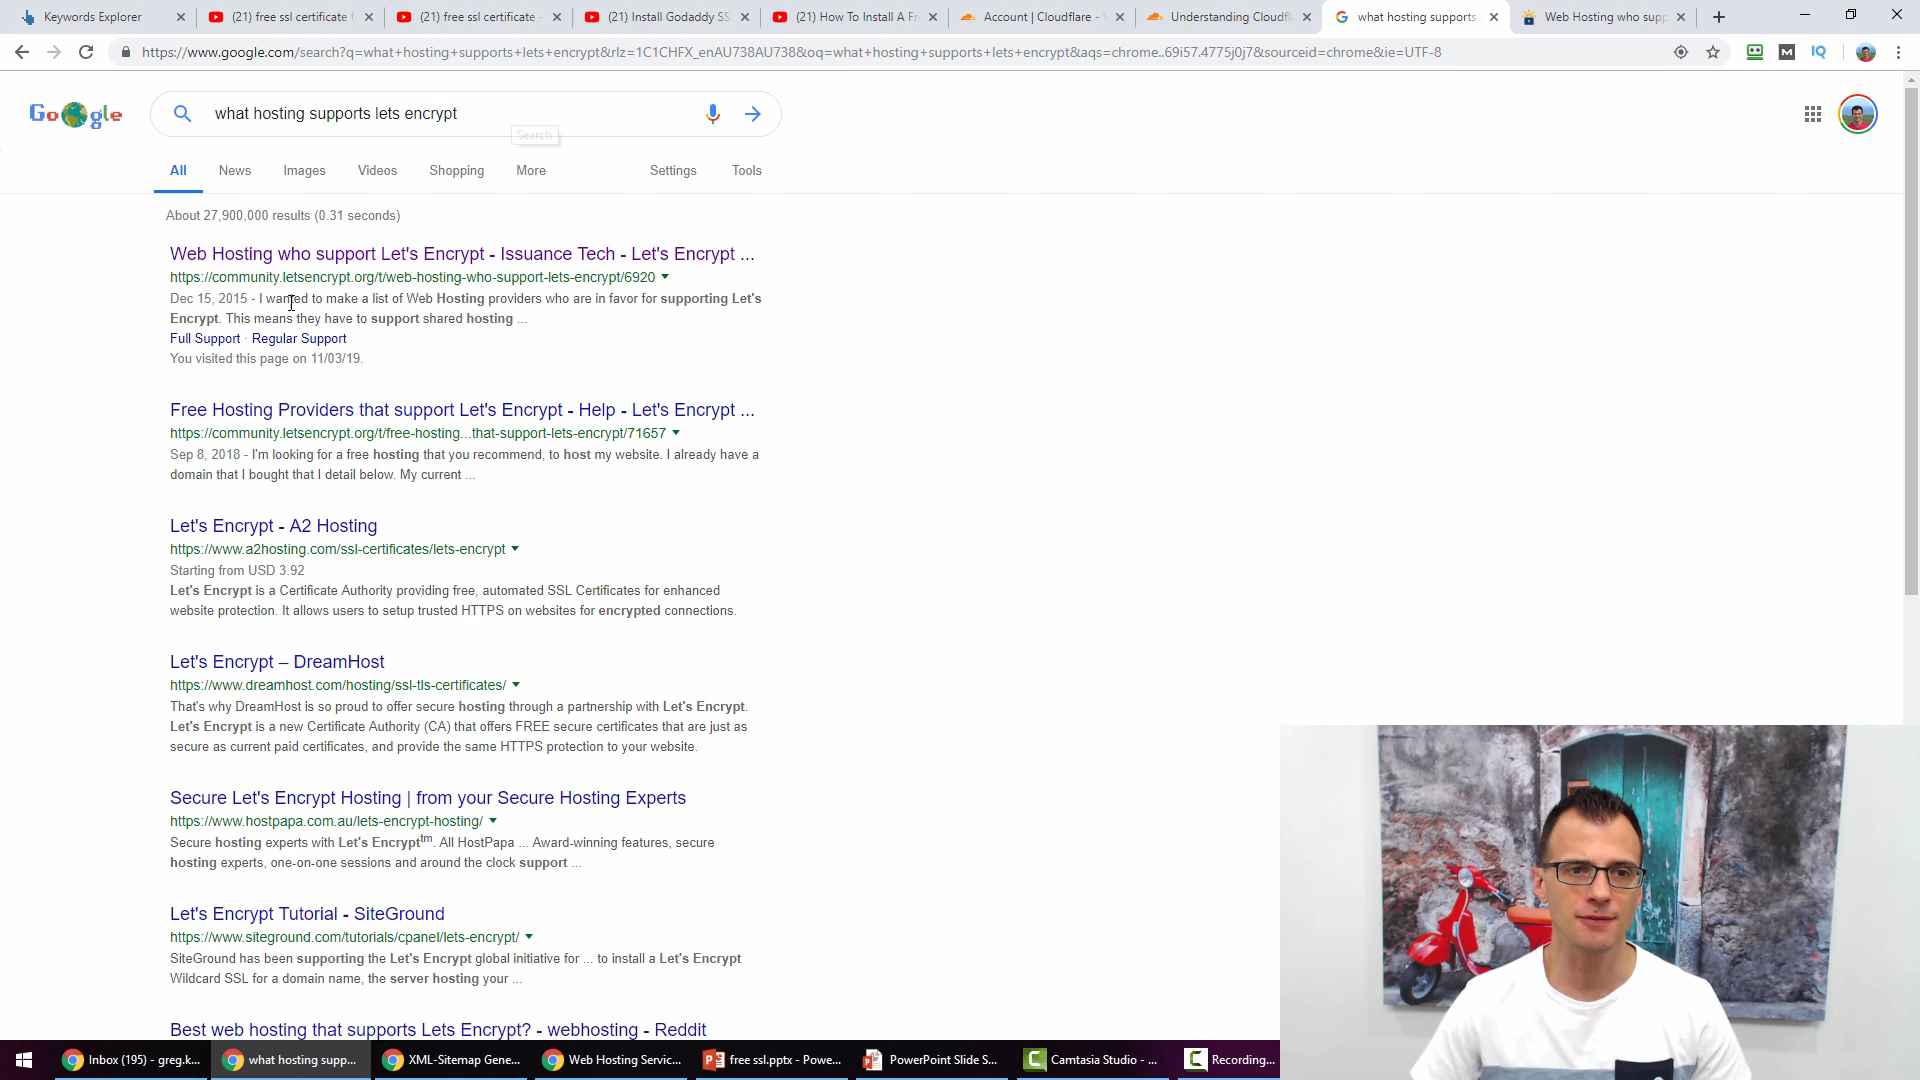 Keywords Explorer
(21) free ssl certificate f
(21) free ssl certificate -
(21) Install Godaddy SS
(21) How To Install A Fr
Account | Cloudflare - V
Understanding Cloudfl
what hosting supports
Web Hosting who supp
https://www.google.com/search?q=what+hosting+supports+lets+encrypt&rlz=1C1CHFX_enAU738AU738&oq=what+hosting+supports+lets+encrypt&aqs=chrome..69i57.4775j0j7&sourceid=chrome&ie=UTF-8
Google
what hosting supports lets encrypt
Search
All News Images Videos Shopping More Settings Tools
About 27,900,000 results (0.31 seconds)
Web Hosting who support Let's Encrypt - Issuance Tech - Let's Encrypt ...
https://community.letsencrypt.org/t/web-hosting-who-support-lets-encrypt/6920
Dec 15, 2015 - I wanted to make a list of Web Hosting providers who are in favor for supporting Let's
Encrypt. This means they have to support shared hosting ...
Full Support · Regular Support
You visited this page on 11/03/19.
Free Hosting Providers that support Let's Encrypt - Help - Let's Encrypt ...
https://community.letsencrypt.org/t/free-hosting...that-support-lets-encrypt/71657
Sep 8, 2018 - I'm looking for a free hosting that you recommend, to host my website. I already have a
domain that I bought that I detail below. My current ...
Let's Encrypt - A2 Hosting
https://www.a2hosting.com/ssl-certificates/lets-encrypt
Starting from USD 3.92
Let's Encrypt is a Certificate Authority providing free, automated SSL Certificates for enhanced
website protection. It allows users to setup trusted HTTPS on websites for encrypted connections.
Let's Encrypt – DreamHost
https://www.dreamhost.com/hosting/ssl-tls-certificates/
That's why DreamHost is so proud to offer secure hosting through a partnership with Let's Encrypt.
Let's Encrypt is a new Certificate Authority (CA) that offers FREE secure certificates that are just as
secure as current paid certificates, and provide the same HTTPS protection to your website.
Secure Let's Encrypt Hosting | from your Secure Hosting Experts
https://www.hostpapa.com.au/lets-encrypt-hosting/
Secure hosting experts with Let's Encrypt™. All HostPapa ... Award-winning features, secure
hosting experts, one-on-one sessions and around the clock support ...
Let's Encrypt Tutorial - SiteGround
https://www.siteground.com/tutorials/cpanel/lets-encrypt/
SiteGround has been supporting the Let's Encrypt global initiative for ... to install a Let's Encrypt
Wildcard SSL for a domain name, the server hosting your ...
Best web hosting that supports Lets Encrypt? - webhosting - Reddit
Inbox (195) - greg.k...
what hosting supp...
XML-Sitemap Gene...
Web Hosting Servic...
free ssl.pptx - Powe...
PowerPoint Slide S...
Camtasia Studio - ...
Recording...